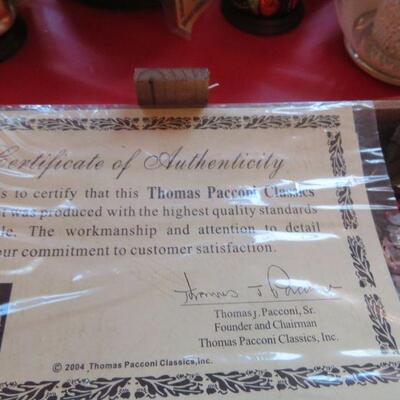 Certificate of Authenticity
s to certify that this Thomas Pacconi Classics
t was produced with the highest quality standards
le. The workmanship and attention to detail
our commitment to customer satisfaction.
Thomas J. Pacconi, Sr.
Founder and Chairman
Thomas Pacconi Classics, Inc.
© 2004 Thomas Pacconi Classics, Inc.